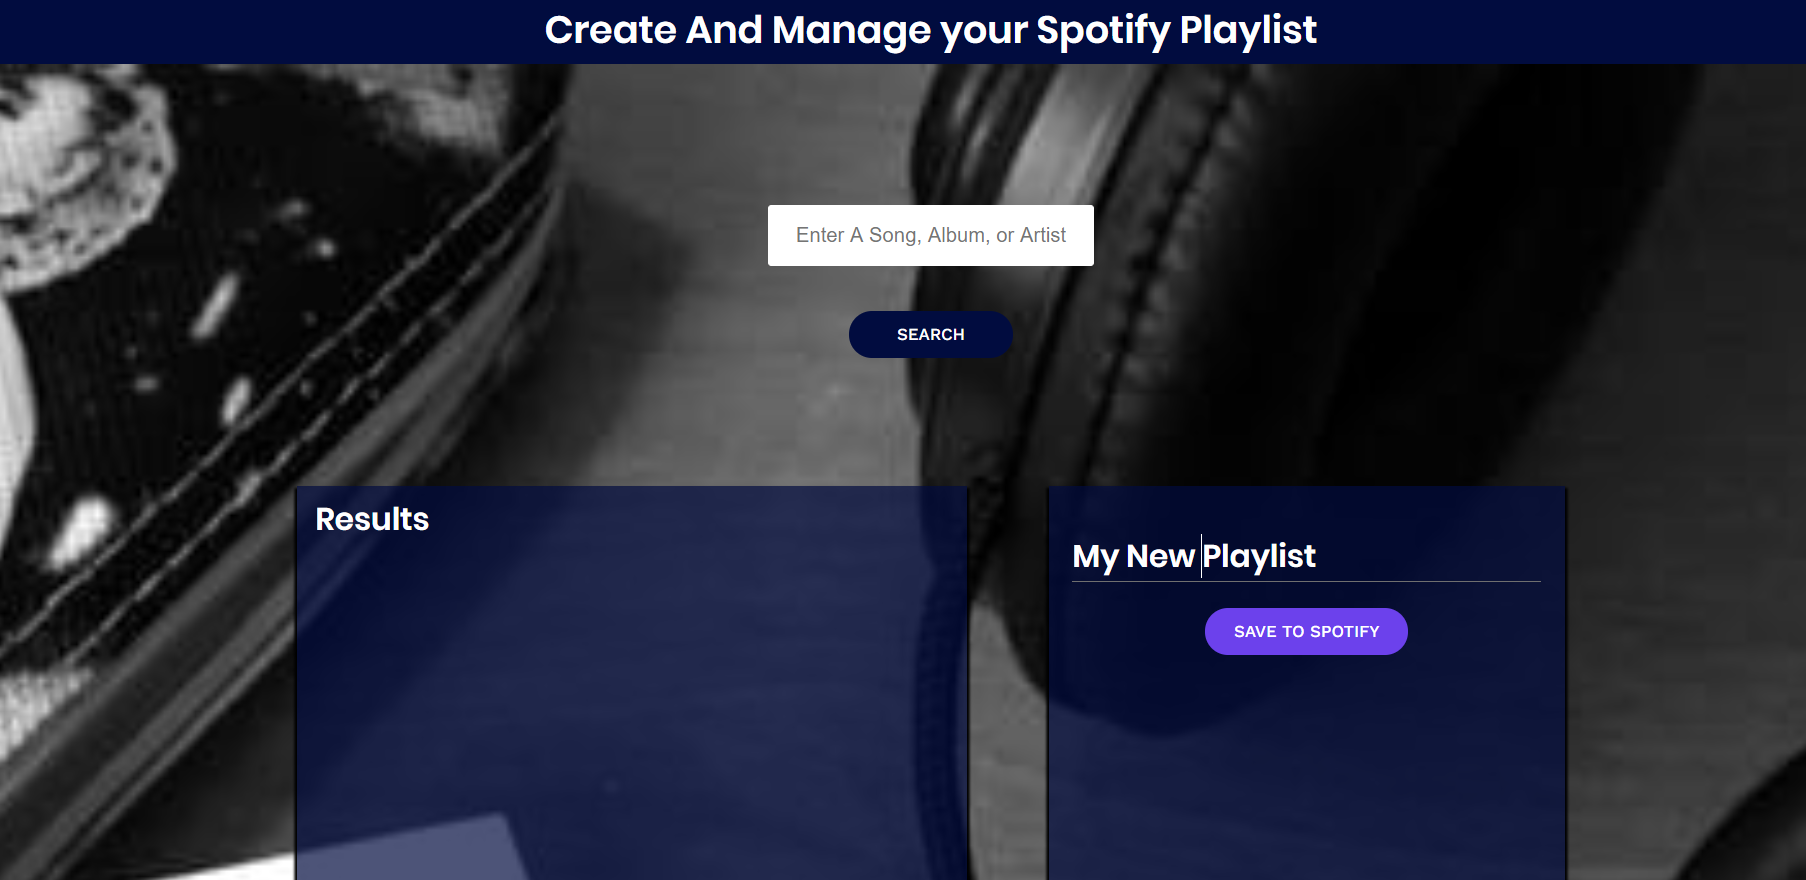 Create And Manage your Spotify Playlist
Enter A Song, Album, or Artist
SEARCH
Results
My New Playlist
SAVE TO SPOTIFY